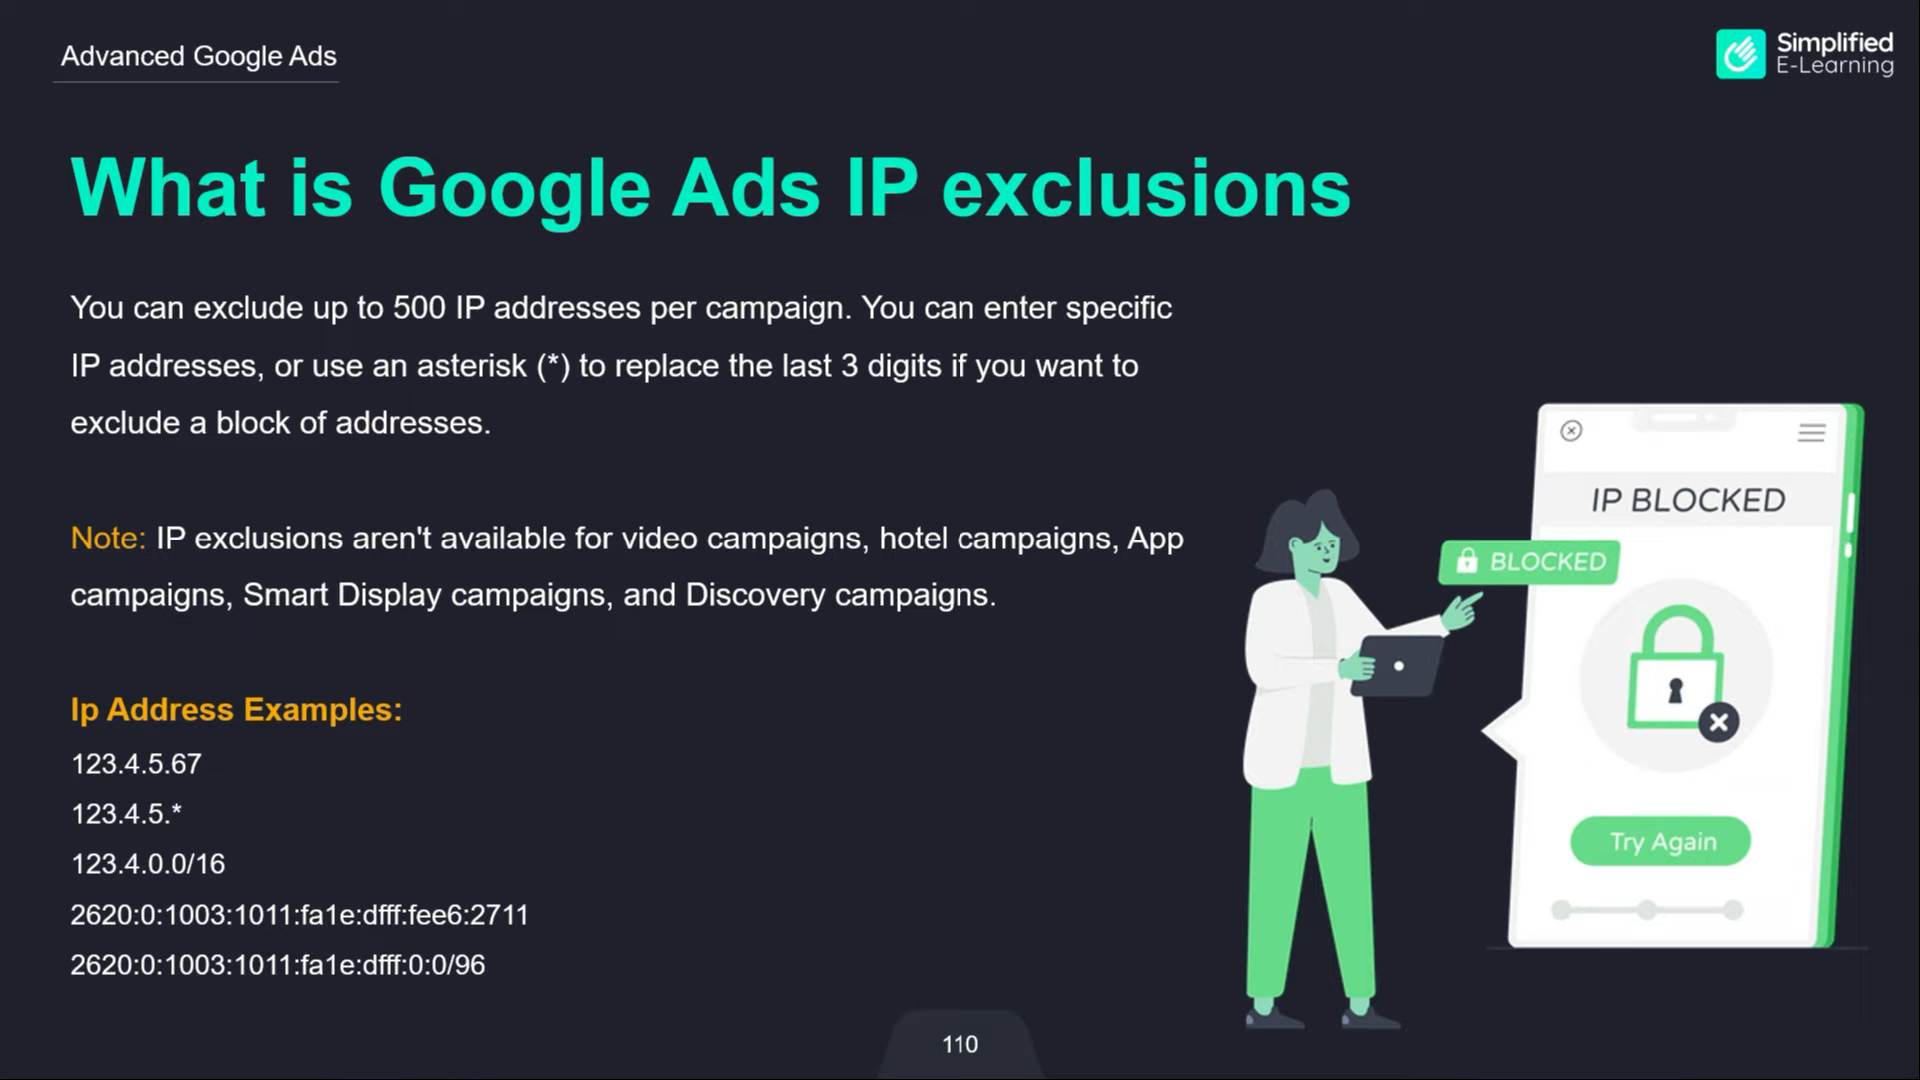 Advanced Google Ads
Simplified
E-Learning
What is Google Ads IP exclusions
You can exclude up to 500 IP addresses per campaign. You can enter specific
IP addresses, or use an asterisk (*) to replace the last 3 digits if you want to
exclude a block of addresses.
Note: IP exclusions aren't available for video campaigns, hotel campaigns, App
campaigns, Smart Display campaigns, and Discovery campaigns.
Ip Address Examples:
123.4.5.67
123.4.5.*
123.4.0.0/16
2620:0:1003:1011:fa1e:dfff:fee6:2711
2620:0:1003:1011:fa1e:dfff:0:0/96
IP BLOCKED
BLOCKED
Try Again
110